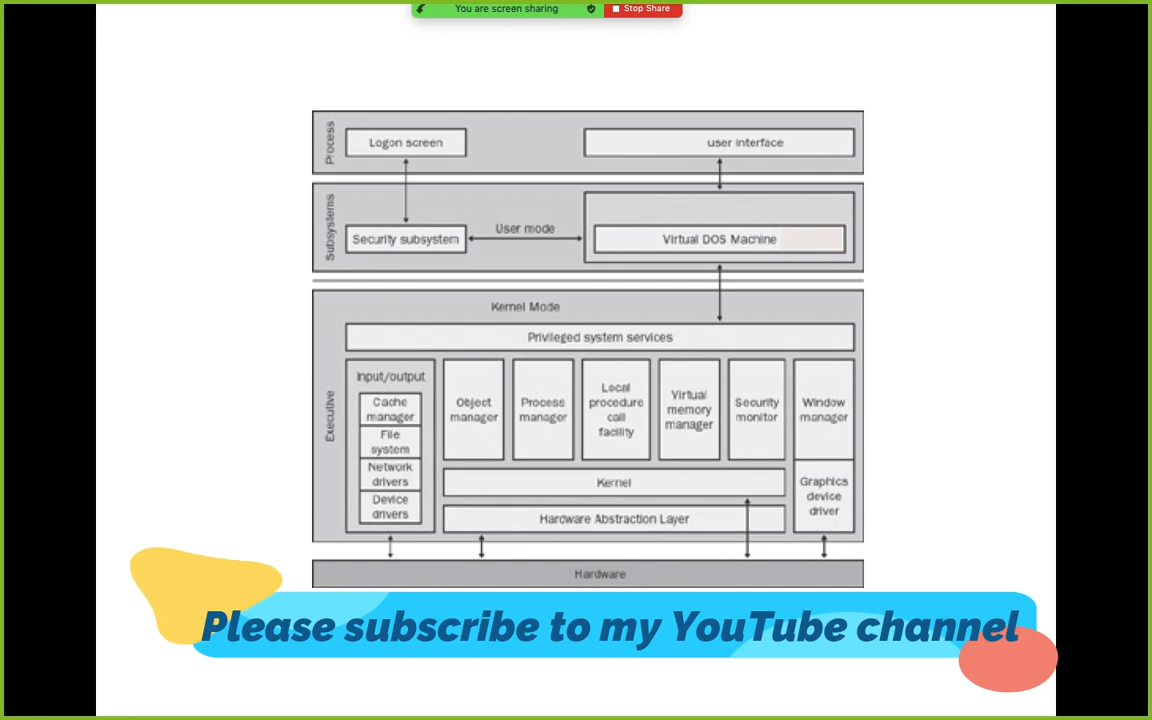 You are screen sharing
Stop Share
Process
Logon screen
user interface
Subsystems
Security subsystem
User mode
Virtual DOS Machine
Kernel Mode
Privileged system services
Executive
Input/output
Cache
manager
File
system
Network
drivers
Device
drivers
Object
manager
Process
manager
Local
procedure
call
facility
Virtual
memory
manager
Security
monitor
Window
manager
Graphics
device
driver
Kernel
Hardware Abstraction Layer
Hardware
Please subscribe to my YouTube channel